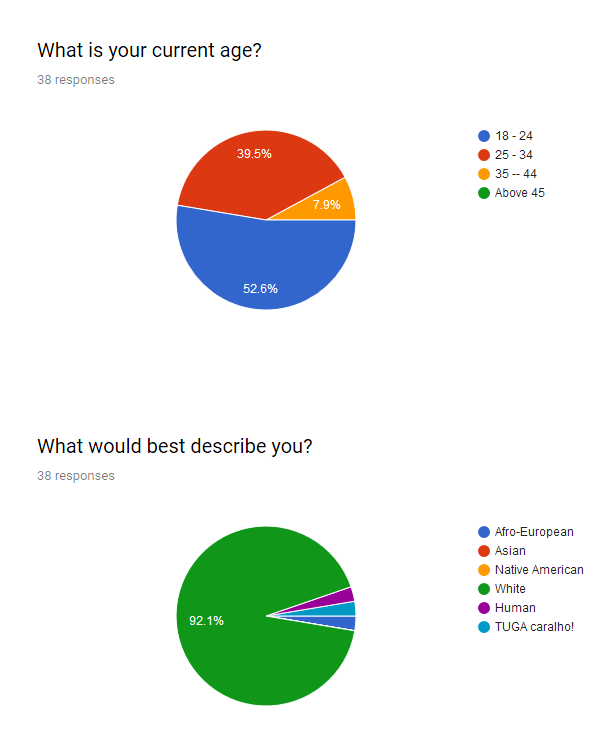 What is your current age?
38 responses
18 - 24
25 - 34
35 -- 44
Above 45
39.5%
7.9%
52.6%
What would best describe you?
38 responses
Afro-European
Asian
Native American
White
Human
TUGA caralho!
92.1%